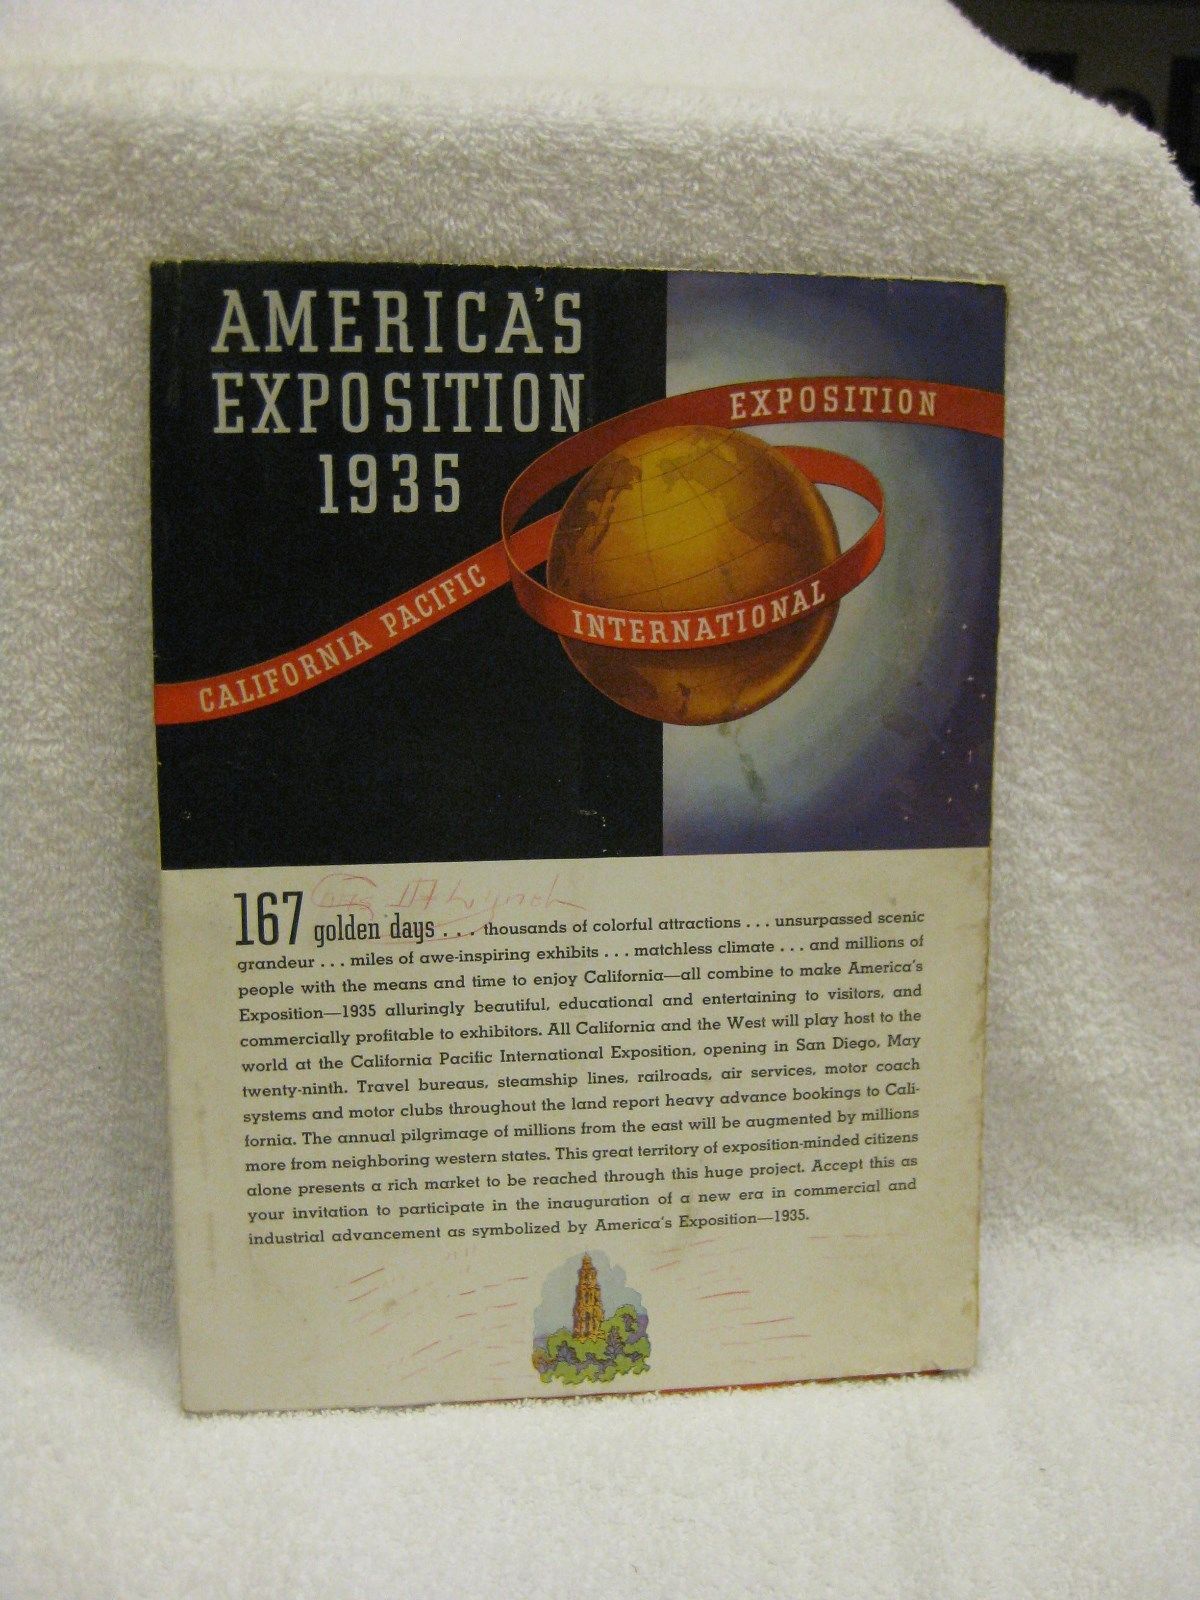 AMERICA'S
EXPOSITION
1935
EXPOSITION
CALIFORNIA PACIFIC
INTERNATIONAL
167 golden days . . . thousands of colorful attractions . . . unsurpassed scenic
grandeur . . . miles of awe-inspiring exhibits . . . matchless climate . . . and millions of
people with the means and time to enjoy California—all combine to make America's
Exposition—1935 alluringly beautiful, educational and entertaining to visitors, and
commercially profitable to exhibitors. All California and the West will play host to the
world at the California Pacific International Exposition, opening in San Diego, May
twenty-ninth. Travel bureaus, steamship lines, railroads, air services, motor coach
systems and motor clubs throughout the land report heavy advance bookings to Cali-
fornia. The annual pilgrimage of millions from the east will be augmented by millions
more from neighboring western states. This great territory of exposition-minded citizens
alone presents a rich market to be reached through this huge project. Accept this as
your invitation to participate in the inauguration of a new era in commercial and
industrial advancement as symbolized by America's Exposition—1935.